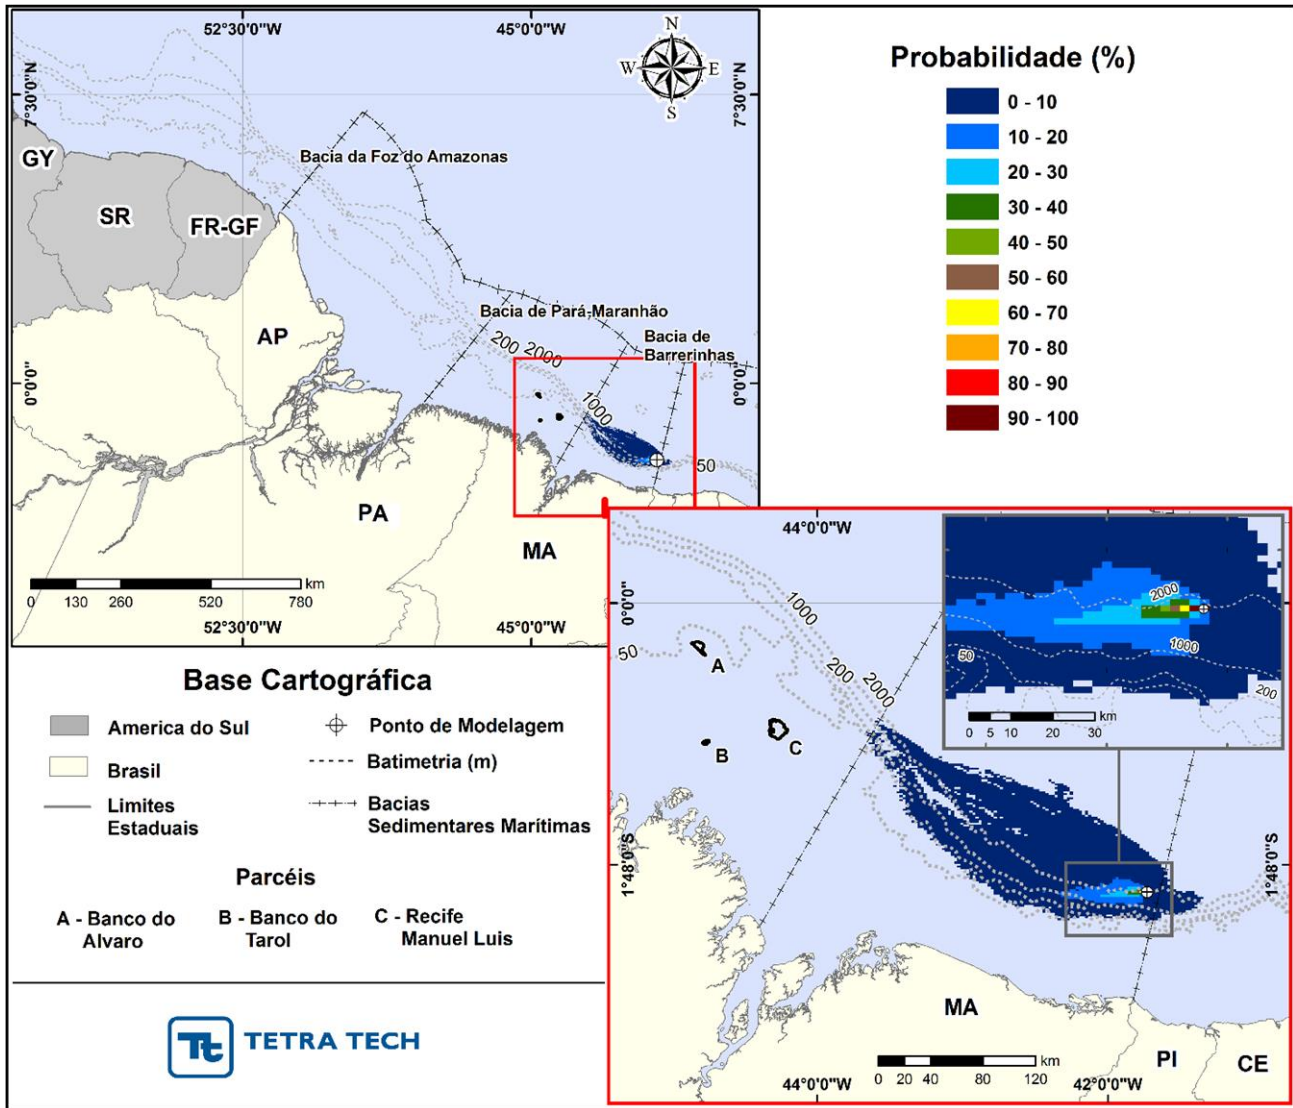 52°30'0"W
45°0'0"W
N
W
E
S
7°30'0"N
7°30'0"N
GY
SR
FR-GF
Bacia da Foz do Amazonas
Bacia de Pará-Maranhão
Bacia de
Barrerinhas
200
2000
1000
50
AP
PA
MA
0°0'0"
0°0'0"
km
0 130 260 520 780
52°30'0"W
45°0'0"W
Probabilidade (%)
0 - 10
10 - 20
20 - 30
30 - 40
40 - 50
50 - 60
60 - 70
70 - 80
80 - 90
90 - 100
44°0'0"W
0°0'0"
1000
50
200
2000
A
B
C
2000
1000
50
200
km
0 5 10 20 30
1°48'0"S
1°48'0"S
MA
PI
CE
km
0 20 40 80 120
44°0'0"W
42°0'0"W
Base Cartográfica
America do Sul
Ponto de Modelagem
Brasil
Batimetria (m)
Limites
Estaduais
Bacias
Sedimentares Marítimas
Parcéis
A - Banco do
Alvaro
B - Banco do
Tarol
C - Recife
Manuel Luis
Tt
TETRA TECH